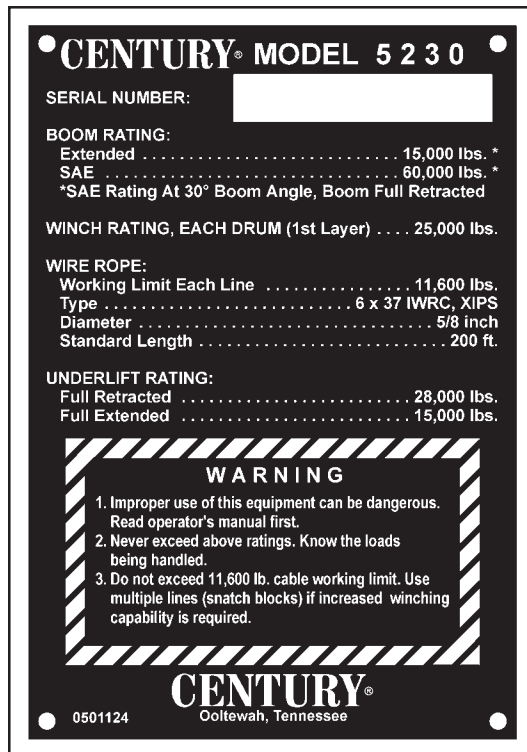 CENTURY® MODEL 5230
SERIAL NUMBER:
BOOM RATING:
Extended . . . . . . . . . . . . . . . . . . . . . . . . . . . 15,000 lbs. *
SAE . . . . . . . . . . . . . . . . . . . . . . . . . . . . . . . . 60,000 lbs. *
*SAE Rating At 30° Boom Angle, Boom Full Retracted
WINCH RATING, EACH DRUM (1st Layer) . . . . 25,000 lbs.
WIRE ROPE:
Working Limit Each Line . . . . . . . . . . . . . . . . 11,600 lbs.
Type . . . . . . . . . . . . . . . . . . . . . . . . . . . . 6 x 37 IWRC, XIPS
Diameter . . . . . . . . . . . . . . . . . . . . . . . . . . . . . . 5/8 inch
Standard Length . . . . . . . . . . . . . . . . . . . . . . . . . 200 ft.
UNDERLIFT RATING:
Full Retracted . . . . . . . . . . . . . . . . . . . . . . . 28,000 lbs.
Full Extended . . . . . . . . . . . . . . . . . . . . . . . 15,000 lbs.
WARNING
1. Improper use of this equipment can be dangerous.
Read operator's manual first.
2. Never exceed above ratings. Know the loads
being handled.
3. Do not exceed 11,600 lb. cable working limit. Use
multiple lines (snatch blocks) if increased winching
capability is required.
CENTURY®
0501124 Ooltewah, Tennessee